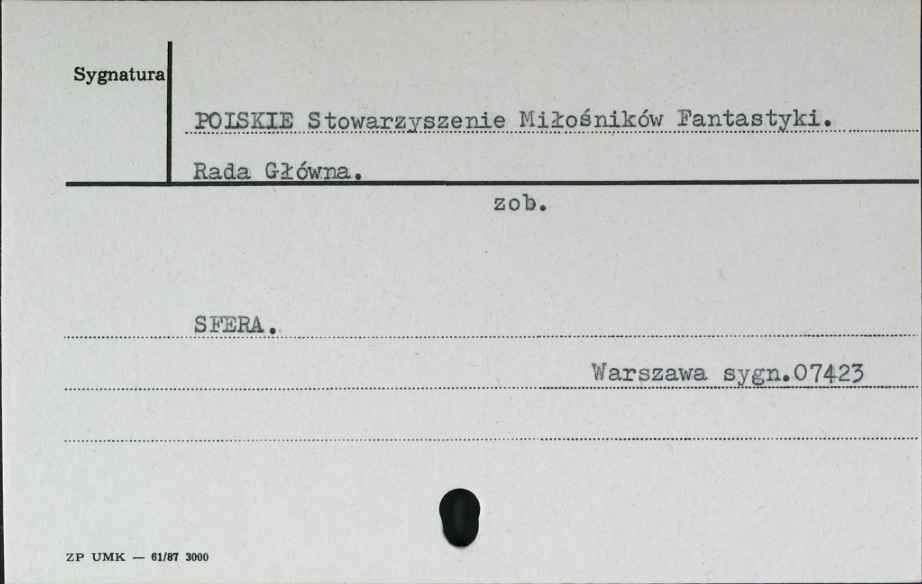 Sygnatura
POLSKIE Stowarzyszenie Miłośników Fantastyki.
Rada Główna.
zob.
SFERA.
Warszawa sygn.07423
ZP UMK — 61/87 3000